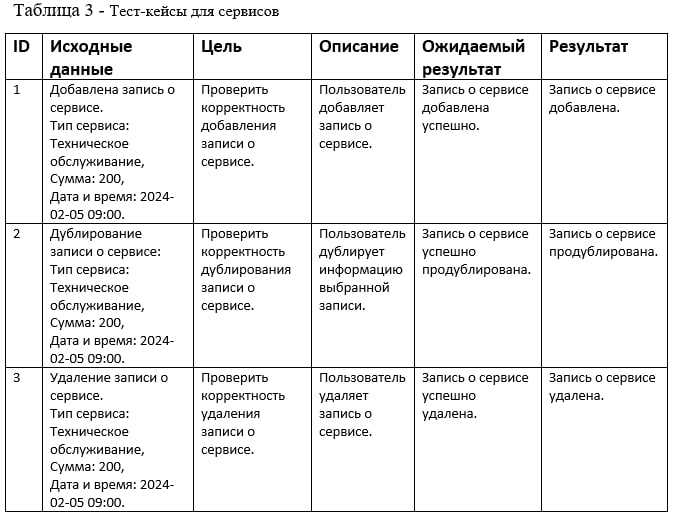 Таблица 3 - Тест-кейсы для сервисов
ID
Исходные
данные
Цель
Описание
Ожидаемый
результат
Результат
1
Добавлена запись о
сервисе.
Тип сервиса:
Техническое
обслуживание,
Сумма: 200,
Дата и время: 2024-
02-05 09:00.
Проверить
корректность
добавления
записи о
сервисе.
Пользователь
добавляет
запись о
сервисе.
Запись о сервисе
добавлена
успешно.
Запись о сервисе
добавлена.
2
Дублирование
записи о сервисе:
Тип сервиса:
Техническое
обслуживание,
Сумма: 200,
Дата и время: 2024-
02-05 09:00.
Проверить
корректность
дублирования
записи о
сервисе.
Пользователь
дублирует
информацию
выбранной
записи.
Запись о сервисе
успешно
продублирована.
Запись о сервисе
продублирована.
3
Удаление записи о
сервисе.
Тип сервиса:
Техническое
обслуживание,
Сумма: 200,
Дата и время: 2024-
02-05 09:00.
Проверить
корректность
удаления
записи о
сервисе.
Пользователь
удаляет
запись о
сервисе.
Запись о сервисе
успешно
удалена.
Запись о сервисе
удалена.